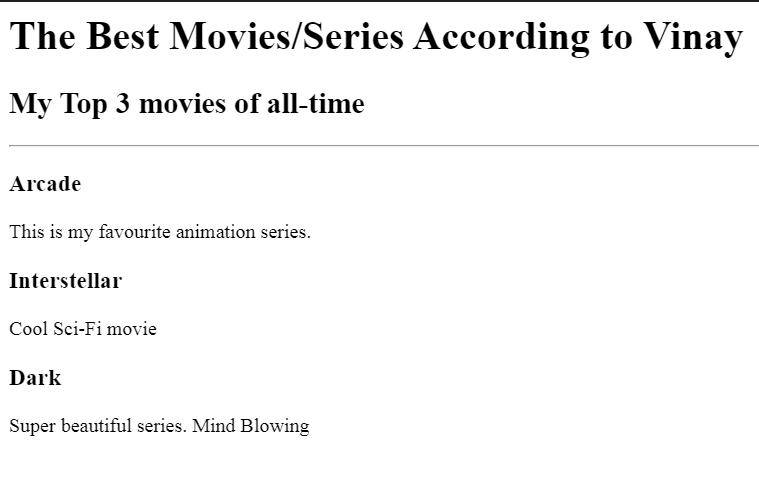 The Best Movies/Series According to Vinay
My Top 3 movies of all-time
Arcade
This is my favourite animation series.
Interstellar
Cool Sci-Fi movie
Dark
Super beautiful series. Mind Blowing